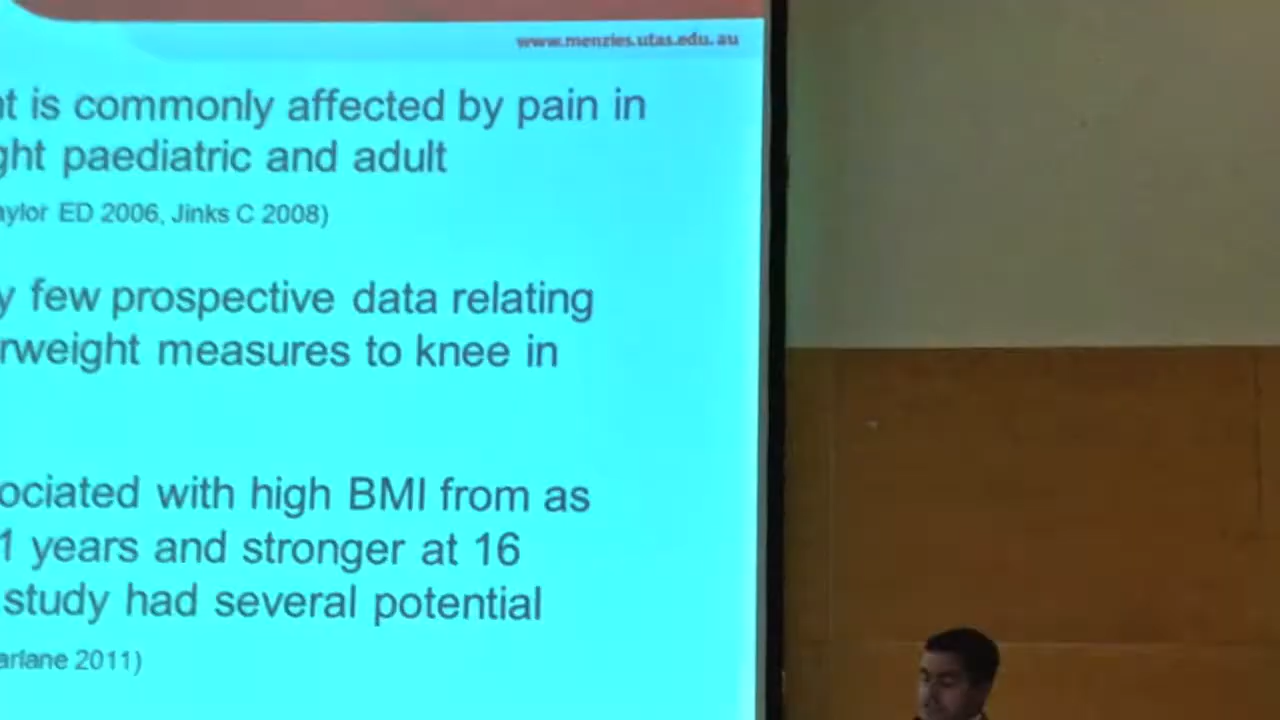 www.menzies.utas.edu.au
t is commonly affected by pain in
ght paediatric and adult
aylor ED 2006, Jinks C 2008)
y few prospective data relating
rweight measures to knee in
ociated with high BMI from as
1 years and stronger at 16
study had several potential
arlane 2011)